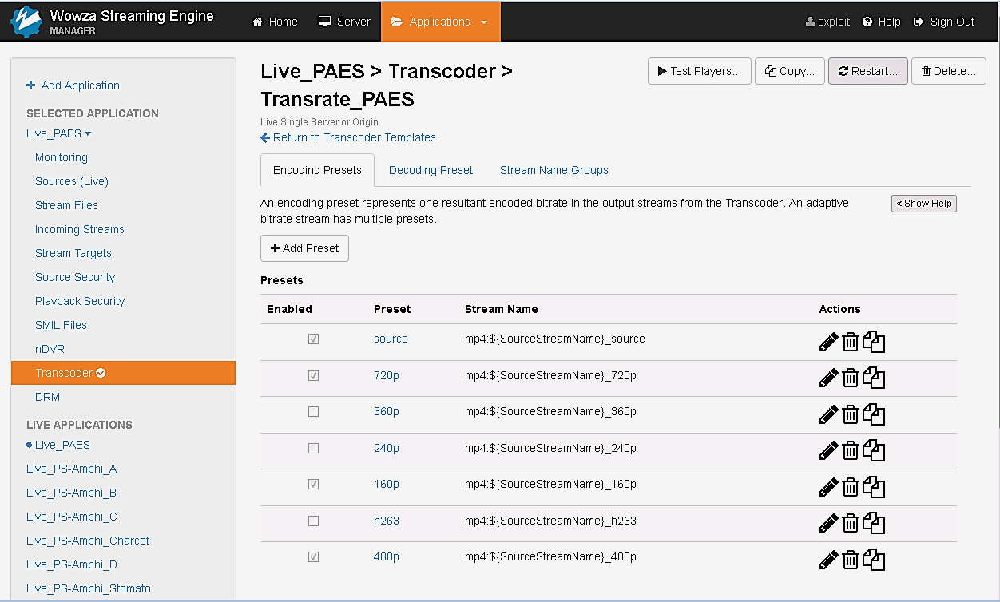 Wowza Streaming Engine
MANAGER
Home
Server
Applications
exploit
Help
Sign Out
Add Application
SELECTED APPLICATION
Live_PAES
Monitoring
Sources (Live)
Stream Files
Incoming Streams
Stream Targets
Source Security
Playback Security
SMIL Files
nDVR
Transcoder
DRM
LIVE APPLICATIONS
Live_PAES
Live_PS-Amphi_A
Live_PS-Amphi_B
Live_PS-Amphi_C
Live_PS-Amphi_Charcot
Live_PS-Amphi_D
Live_PS-Amphi_Stomato
Live_PAES > Transcoder >
Transrate_PAES
Live Single Server or Origin
Return to Transcoder Templates
Test Players...
Copy...
Restart...
Delete...
Encoding Presets
Decoding Preset
Stream Name Groups
An encoding preset represents one resultant encoded bitrate in the output streams from the Transcoder. An adaptive
bitrate stream has multiple presets.
« Show Help
Add Preset
Presets
Enabled Preset Stream Name Actions
source mp4:${SourceStreamName}_source
720p mp4:${SourceStreamName}_720p
360p mp4:${SourceStreamName}_360p
240p mp4:${SourceStreamName}_240p
160p mp4:${SourceStreamName}_160p
h263 mp4:${SourceStreamName}_h263
480p mp4:${SourceStreamName}_480p